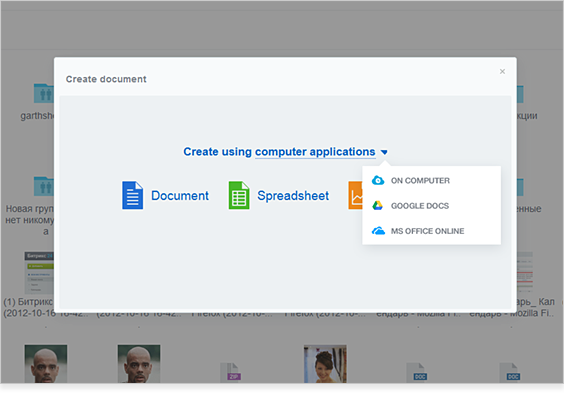 Create document
×
garthshe
кции
Create using computer applications
ON COMPUTER
GOOGLE DOCS
MS OFFICE ONLINE
Document
Spreadsheet
Новая груп
нет никому
а
енные
Битрикс
(1) Битрикс
(2012-10-16 16-42..
(2012-10-16 16-42..
Firefox (2012-10-
Firefox (2012-10-
ендарь - Mozilla Fi..
арь_ Кал
ендарь - Mozilla Fi..
ZIP
DOC
DOC